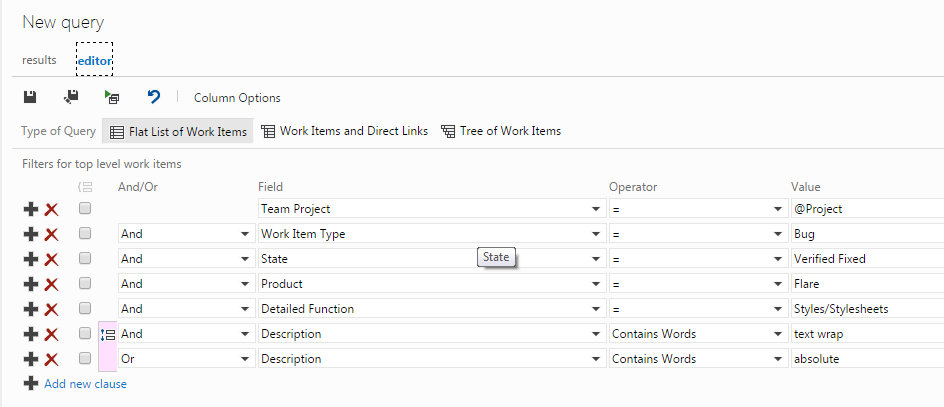 New query
results editor
Column Options
Type of Query Flat List of Work Items Work Items and Direct Links Tree of Work Items
Filters for top level work items
And/Or Field Operator Value
Team Project = @Project
And Work Item Type = Bug
And State = Verified Fixed
State
And Product = Flare
And Detailed Function = Styles/Stylesheets
And Description Contains Words text wrap
Or Description Contains Words absolute
Add new clause